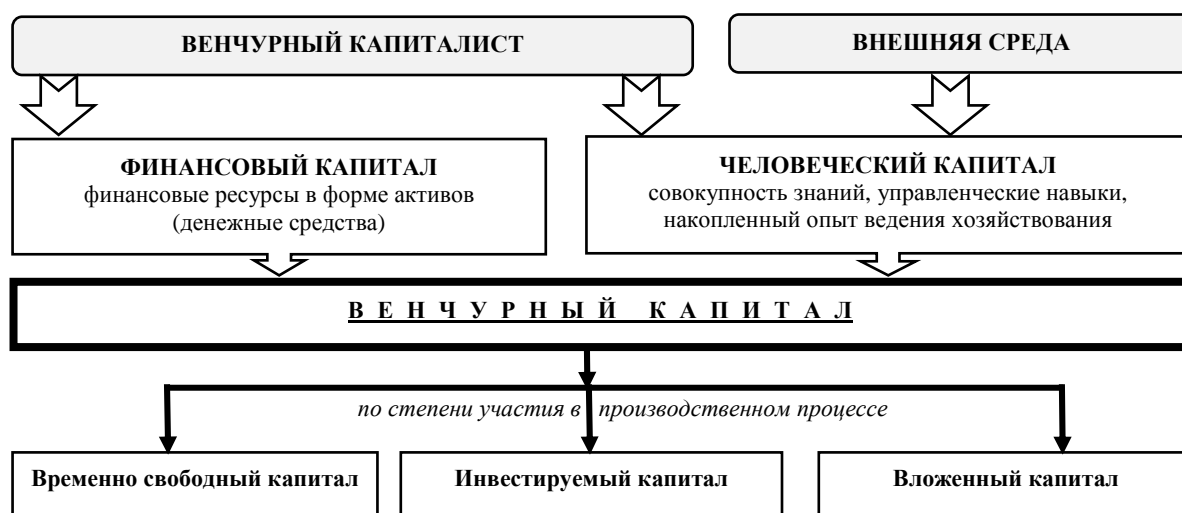 ВЕНЧУРНЫЙ КАПИТАЛИСТ
ВНЕШНЯЯ СРЕДА
ФИНАНСОВЫЙ КАПИТАЛ
финансовые ресурсы в форме активов
(денежные средства)
ЧЕЛОВЕЧЕСКИЙ КАПИТАЛ
совокупность знаний, управленческие навыки,
накопленный опыт ведения хозяйствования
В Е Н Ч У Р Н Ы Й К А П И Т А Л
по степени участия в производственном процессе
Временно свободный капитал
Инвестируемый капитал
Вложенный капитал